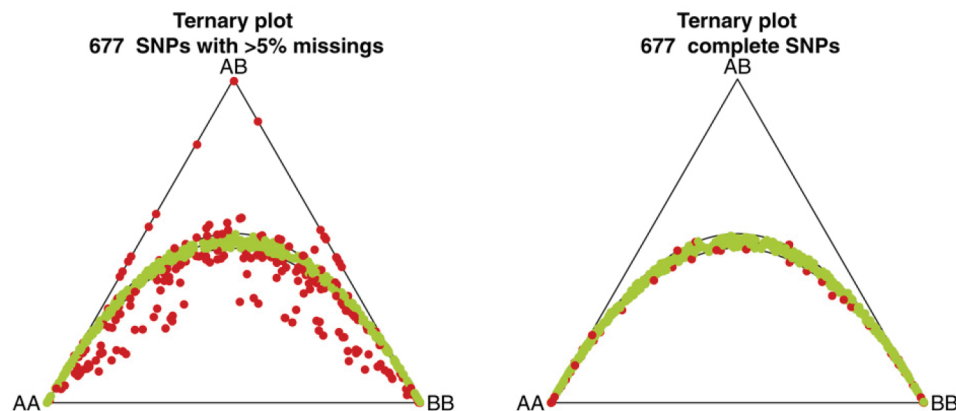 Ternary plot
677 SNPs with >5% missings
AB
AA
BB
Ternary plot
677 complete SNPs
AB
AA
BB